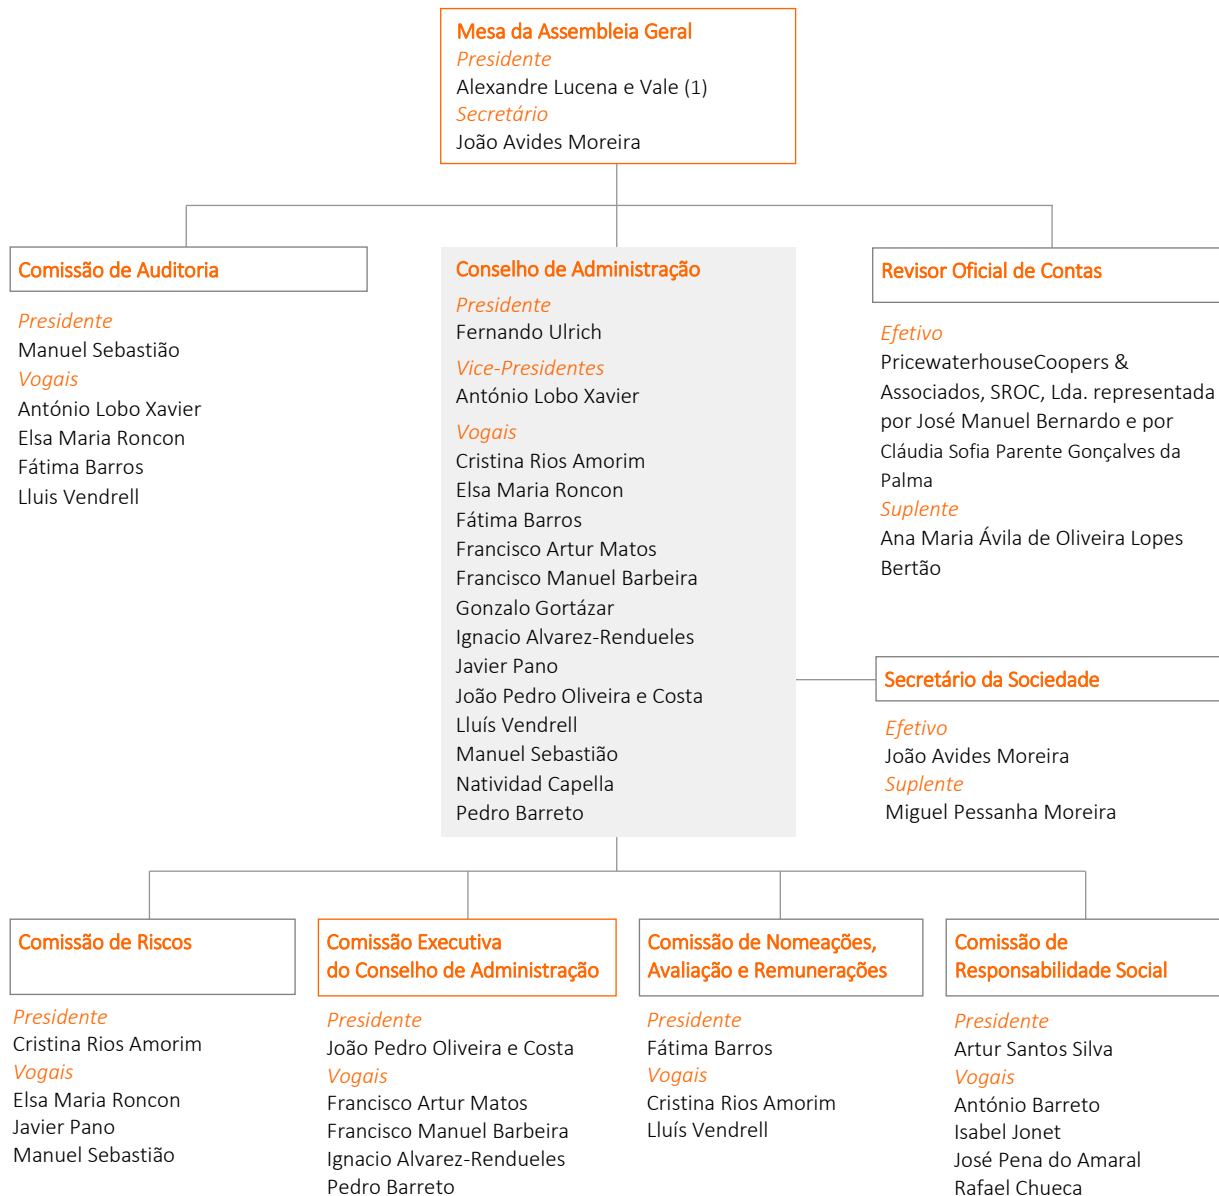 Mesa da Assembleia Geral
Presidente
Alexandre Lucena e Vale (1)
Secretário
João Avides Moreira
Comissão de Auditoria
Presidente
Manuel Sebastião
Vogais
António Lobo Xavier
Elsa Maria Roncon
Fátima Barros
Lluis Vendrell
Conselho de Administração
Presidente
Fernando Ulrich
Vice-Presidentes
António Lobo Xavier
Vogais
Cristina Rios Amorim
Elsa Maria Roncon
Fátima Barros
Francisco Artur Matos
Francisco Manuel Barbeira
Gonzalo Gortázar
Ignacio Alvarez-Rendueles
Javier Pano
João Pedro Oliveira e Costa
Lluís Vendrell
Manuel Sebastião
Natividad Capella
Pedro Barreto
Revisor Oficial de Contas
Efetivo
PricewaterhouseCoopers &
Associados, SROC, Lda. representada
por José Manuel Bernardo e por
Cláudia Sofia Parente Gonçalves da
Palma
Suplente
Ana Maria Ávila de Oliveira Lopes
Bertão
Secretário da Sociedade
Efetivo
João Avides Moreira
Suplente
Miguel Pessanha Moreira
Comissão de Riscos
Presidente
Cristina Rios Amorim
Vogais
Elsa Maria Roncon
Javier Pano
Manuel Sebastião
Comissão Executiva
do Conselho de Administração
Presidente
João Pedro Oliveira e Costa
Vogais
Francisco Artur Matos
Francisco Manuel Barbeira
Ignacio Alvarez-Rendueles
Pedro Barreto
Comissão de Nomeações,
Avaliação e Remunerações
Presidente
Fátima Barros
Vogais
Cristina Rios Amorim
Lluís Vendrell
Comissão de
Responsabilidade Social
Presidente
Artur Santos Silva
Vogais
António Barreto
Isabel Jonet
José Pena do Amaral
Rafael Chueca